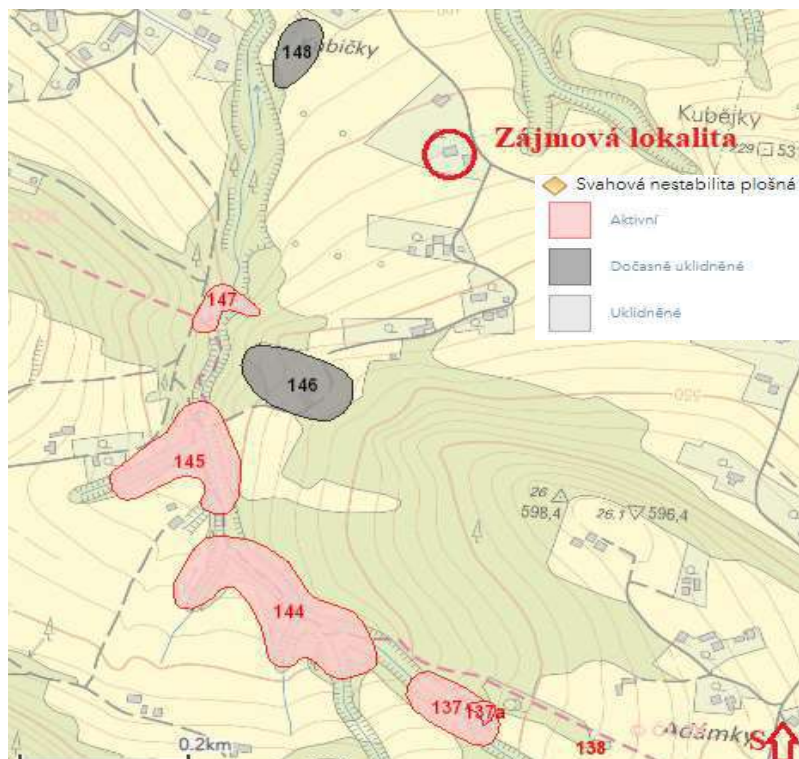 148
Kubějky
Zájmová lokalita
Svahová nestabilita plošná
Aktivní
Dočasně uklidněné
Uklidněné
147
146
145
26
598,4
26.1
596,4
144
137
137a
138
Adámky
S
0.2km